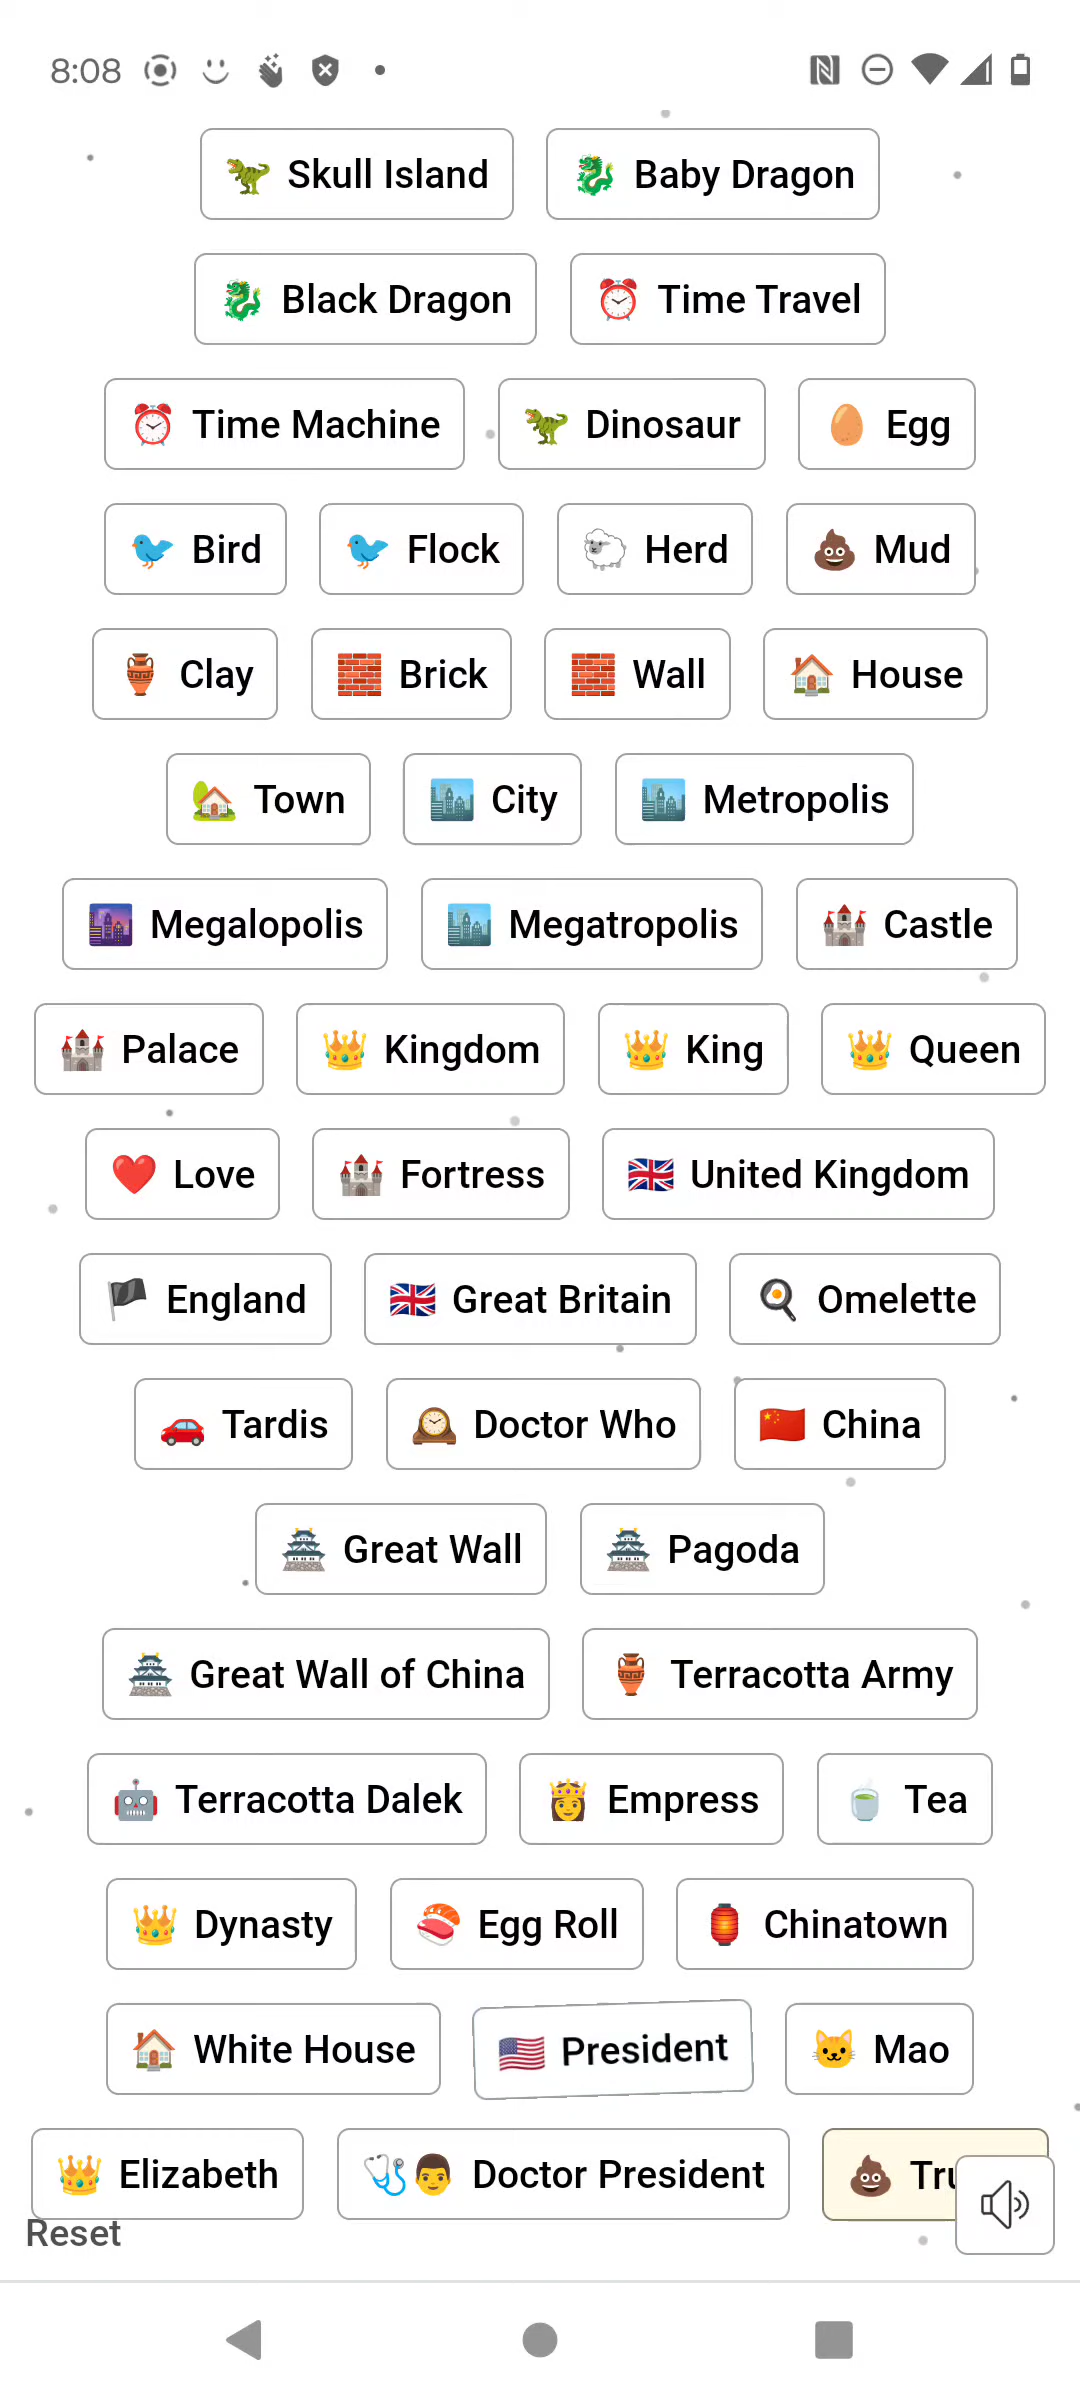 8:08
Skull Island Baby Dragon
Black Dragon Time Travel
Time Machine Dinosaur Egg
Bird Flock Herd Mud
Clay Brick Wall House
Town City Metropolis
Megalopolis Megatropolis Castle
Palace Kingdom King Queen
Love Fortress United Kingdom
England Great Britain Omelette
Tardis Doctor Who China
Great Wall Pagoda
Great Wall of China Terracotta Army
Terracotta Dalek Empress Tea
Dynasty Egg Roll Chinatown
White House President Mao
Elizabeth Doctor President
Reset